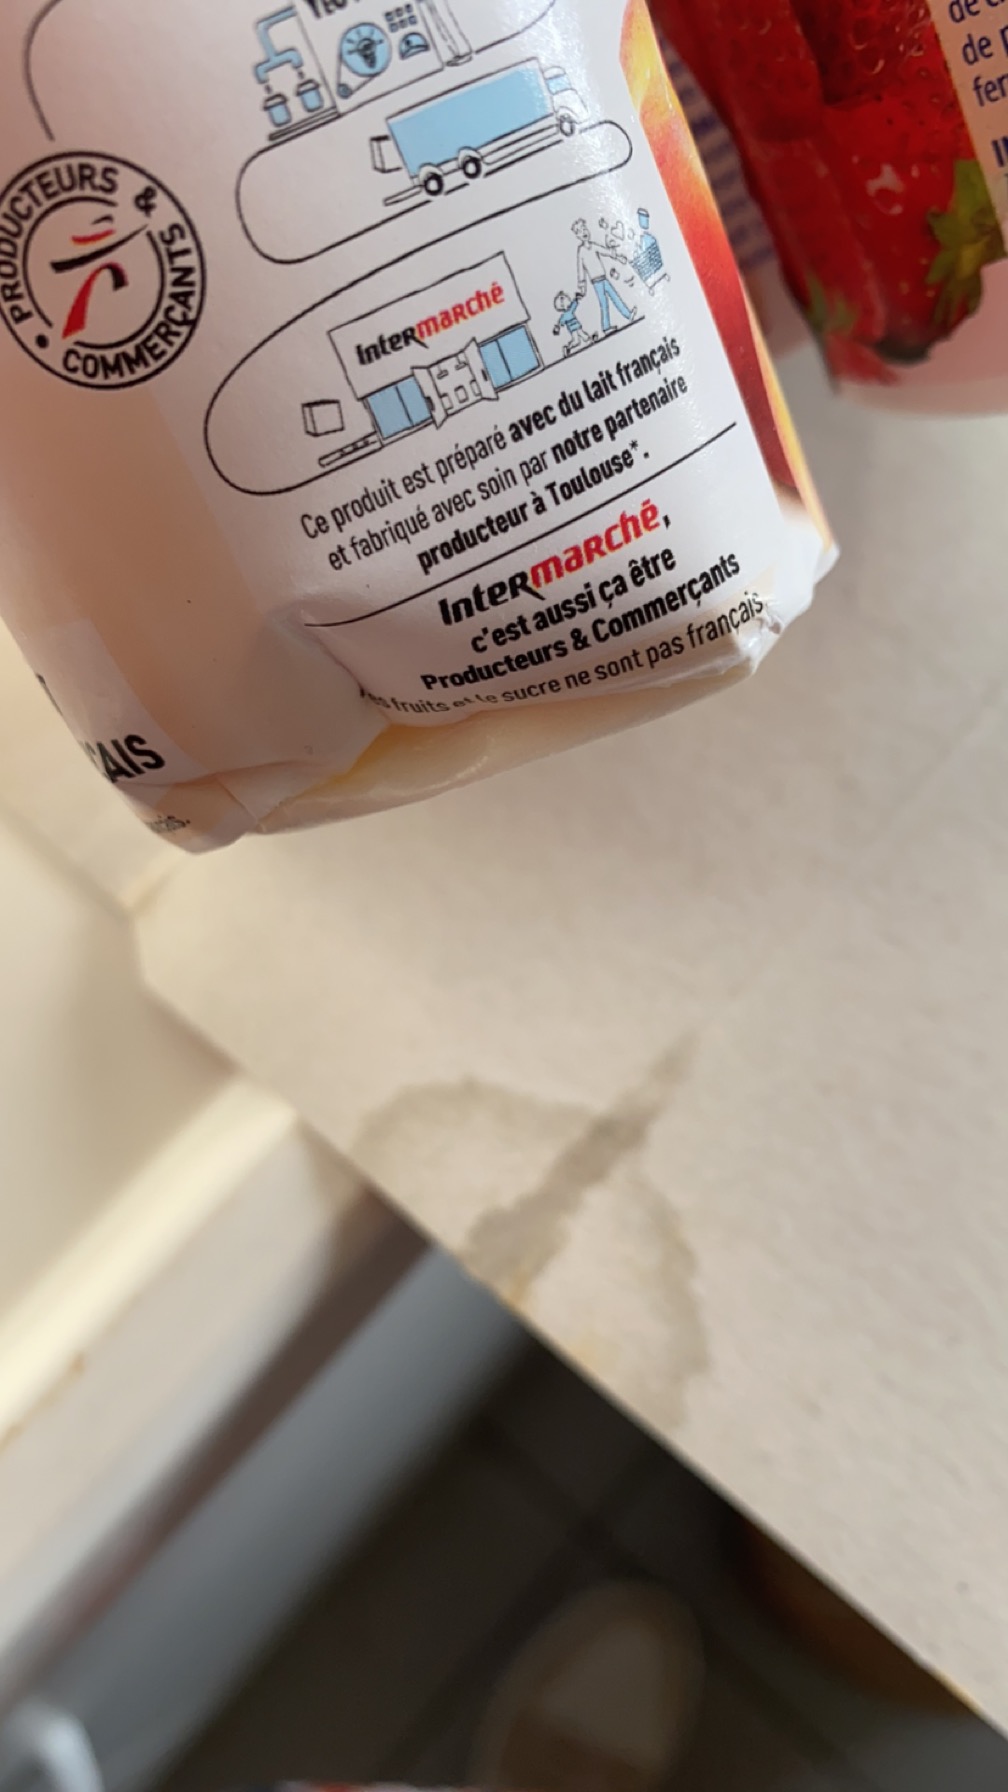 PRODUCTEURS & COMMERÇANTS
Intermarché
Ce produit est préparé avec du lait français
et fabriqué avec soin par notre partenaire
producteur à Toulouse*.
Intermarché,
c'est aussi ça être
Producteurs & Commerçants
fruits et le sucre ne sont pas français
de